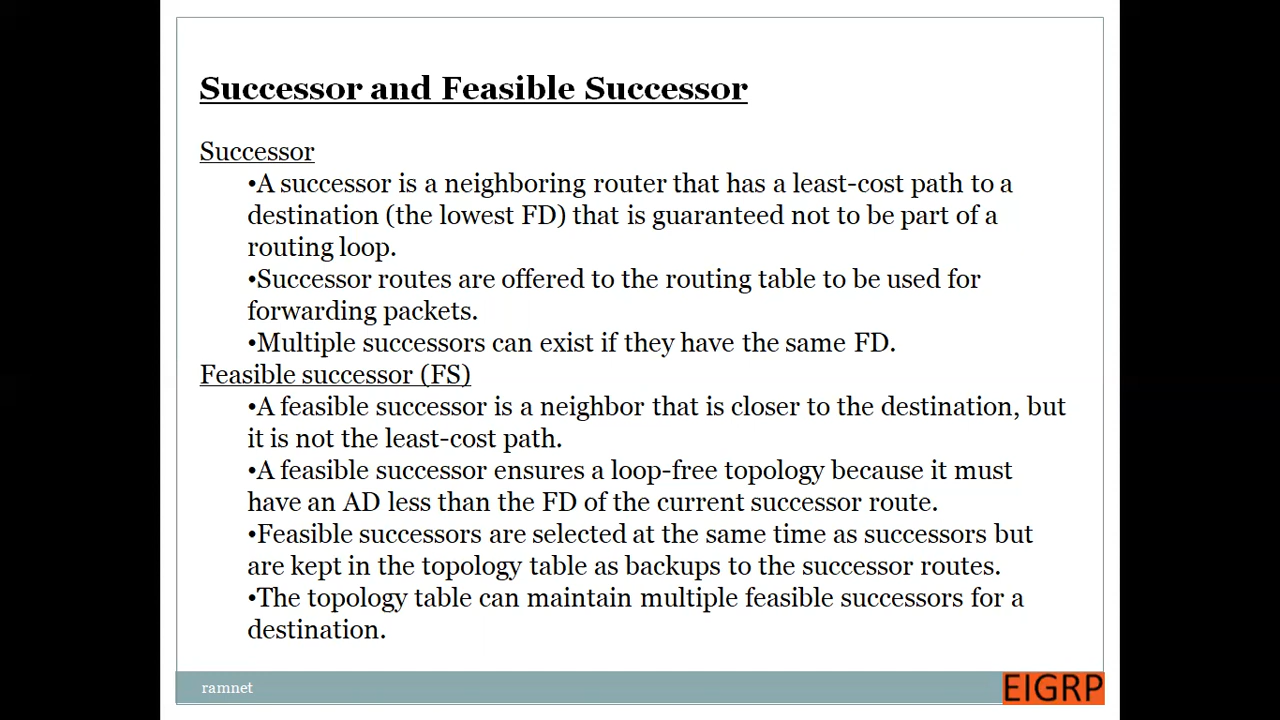 Successor and Feasible Successor
Successor
•A successor is a neighboring router that has a least-cost path to a
destination (the lowest FD) that is guaranteed not to be part of a
routing loop.
•Successor routes are offered to the routing table to be used for
forwarding packets.
•Multiple successors can exist if they have the same FD.
Feasible successor (FS)
•A feasible successor is a neighbor that is closer to the destination, but
it is not the least-cost path.
•A feasible successor ensures a loop-free topology because it must
have an AD less than the FD of the current successor route.
•Feasible successors are selected at the same time as successors but
are kept in the topology table as backups to the successor routes.
•The topology table can maintain multiple feasible successors for a
destination.
ramnet
EIGRP